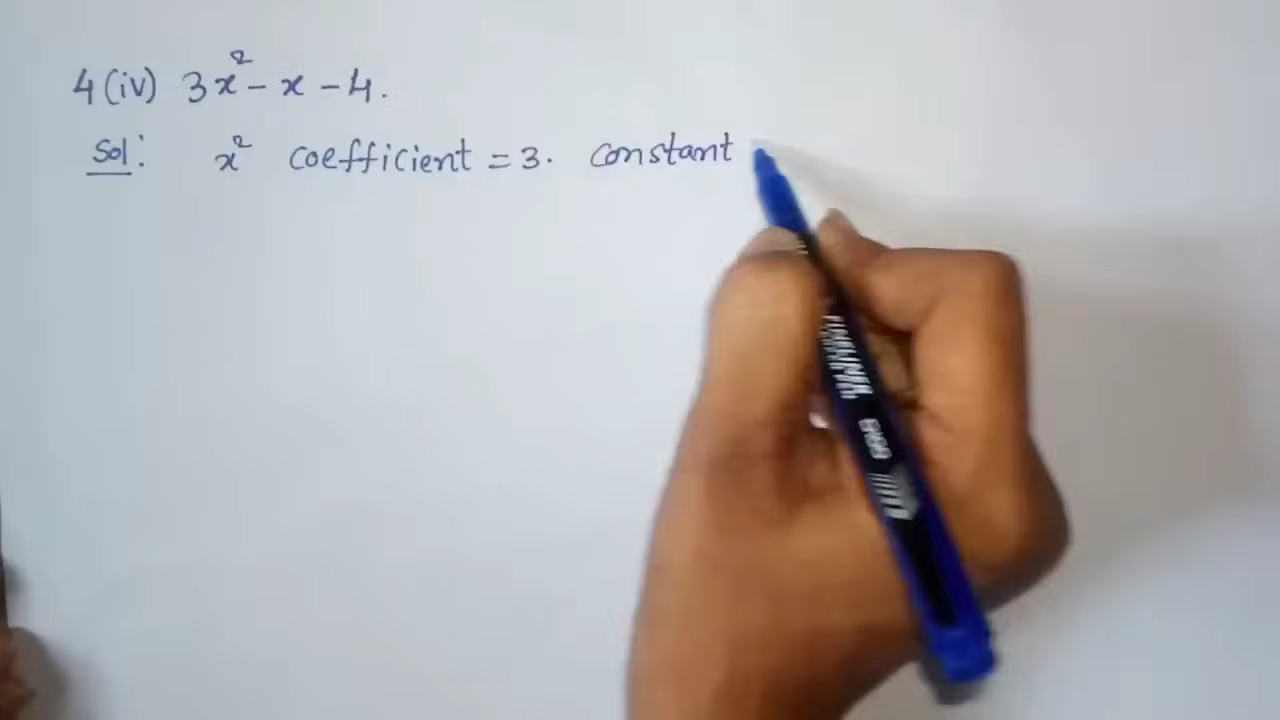 4(iv) 3x² - x - 4.
Sol: x² coefficient = 3. constant